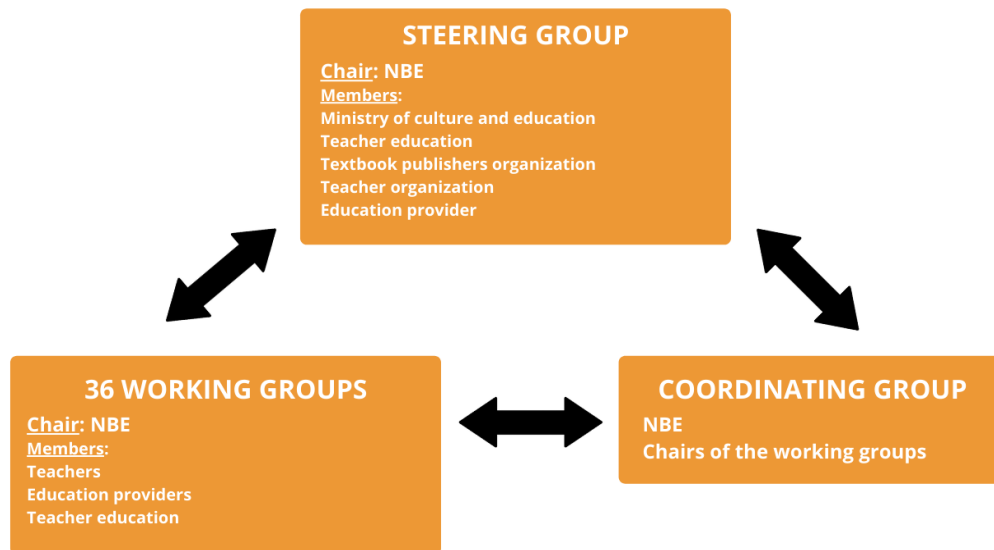 STEERING GROUP
Chair: NBE
Members:
Ministry of culture and education
Teacher education
Textbook publishers organization
Teacher organization
Education provider
36 WORKING GROUPS
Chair: NBE
Members:
Teachers
Education providers
Teacher education
COORDINATING GROUP
NBE
Chairs of the working groups